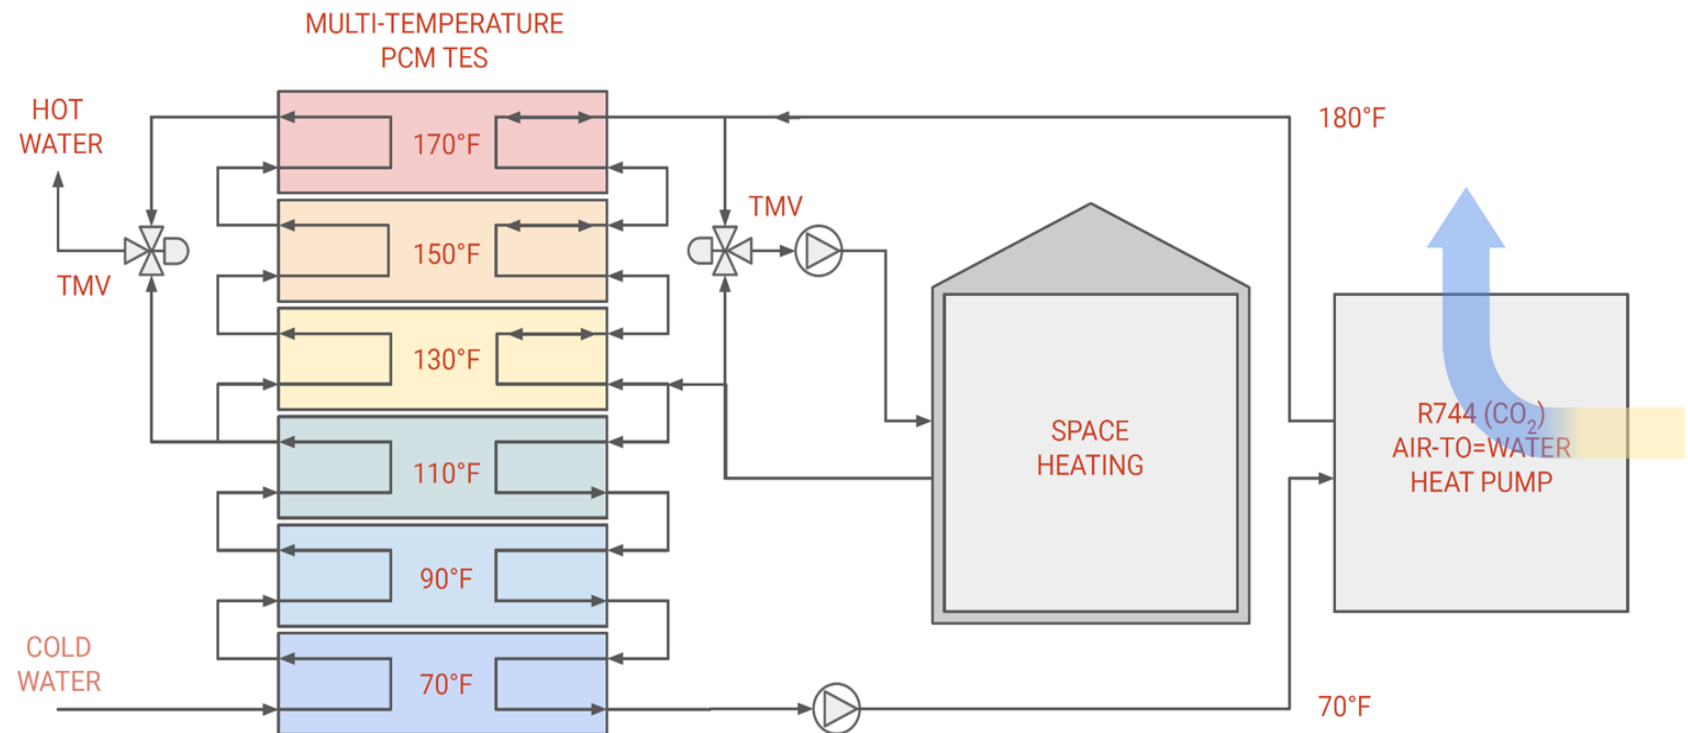 MULTI-TEMPERATURE
PCM TES
HOT
WATER
170°F
180°F
TMV
150°F
TMV
130°F
SPACE
HEATING
R744 (CO₂)
AIR-TO=WATER
HEAT PUMP
110°F
90°F
COLD
WATER
70°F
70°F